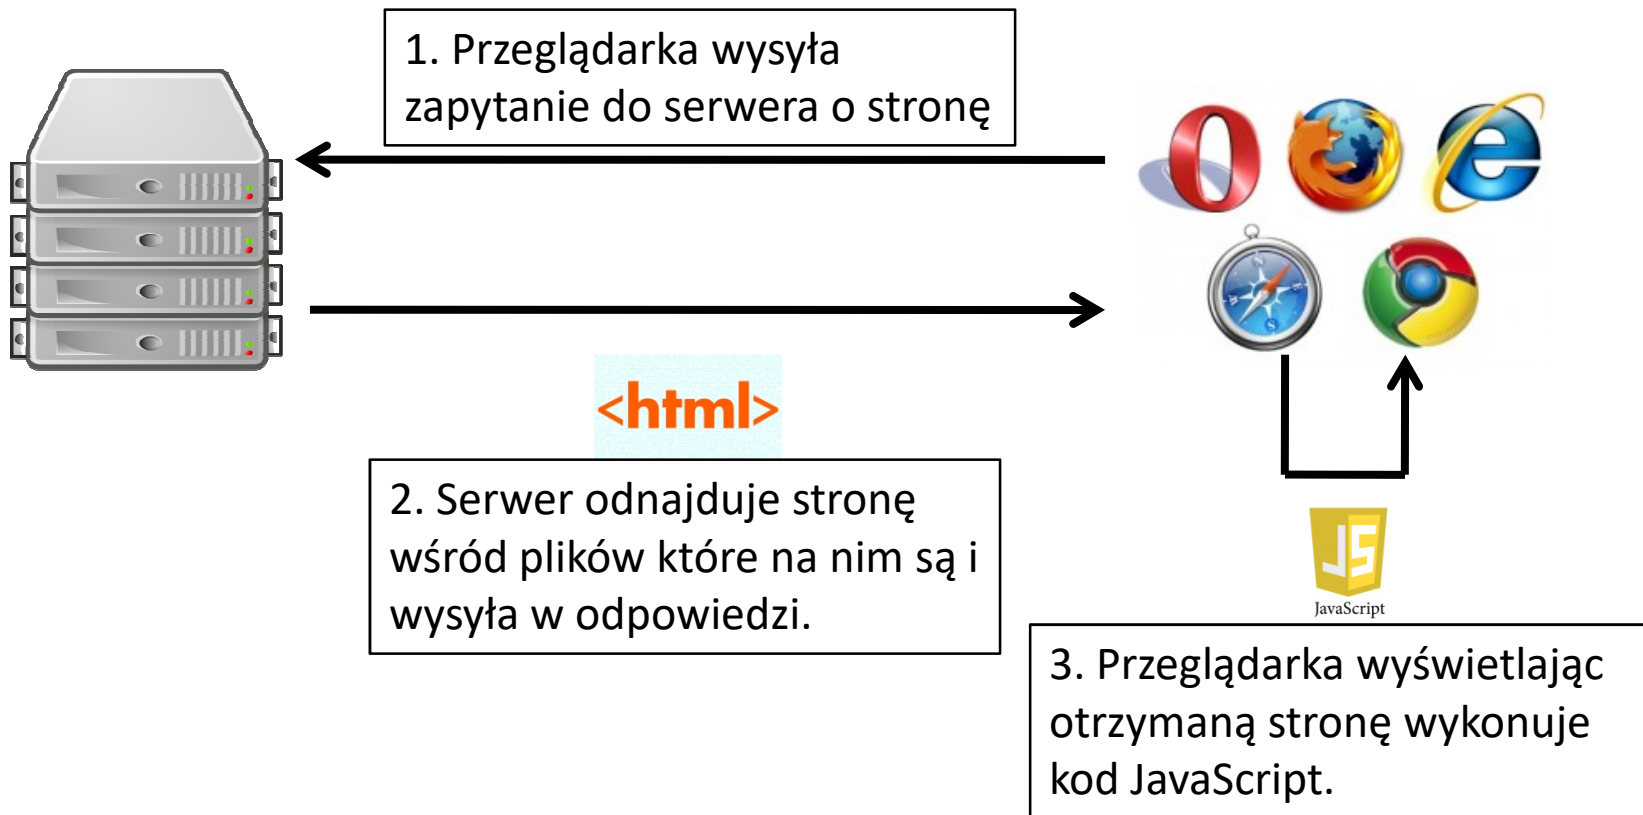 1. Przeglądarka wysyła
zapytanie do serwera o stronę
<html>
2. Serwer odnajduje stronę
wśród plików które na nim są i
wysyła w odpowiedzi.
JS
JavaScript
3. Przeglądarka wyświetlając
otrzymaną stronę wykonuje
kod JavaScript.